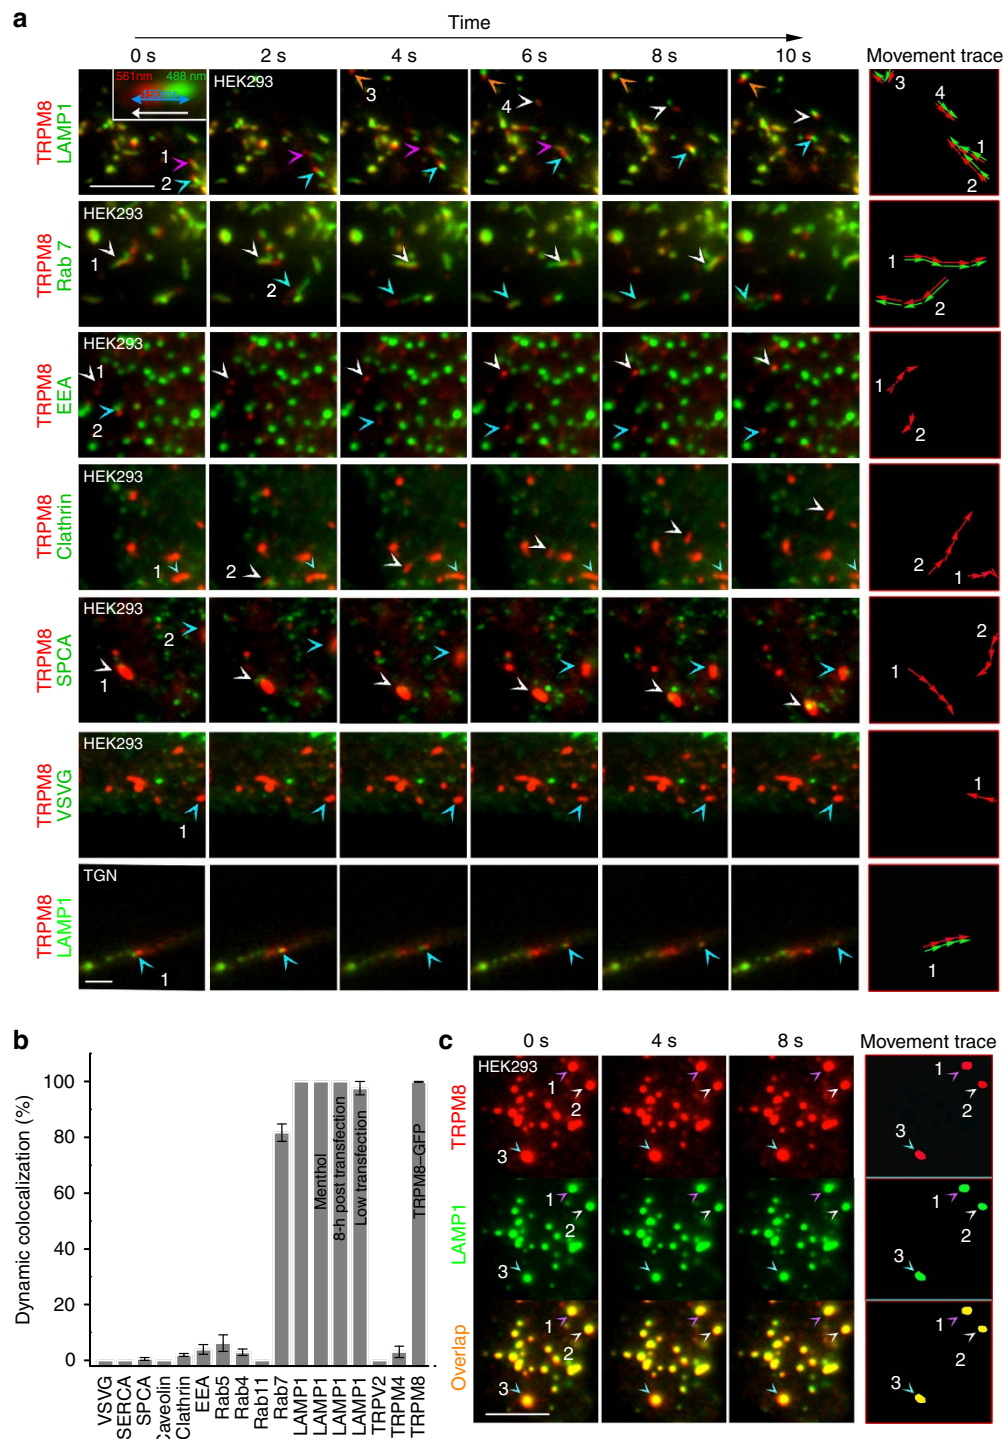 a
Time
0 s 2 s 4 s 6 s 8 s 10 s Movement trace
TRPM8
LAMP1
561nm 488 nm
HEK293
1
2
3
4
3
4
1
2
TRPM8
Rab 7
HEK293
1
2
1
2
TRPM8
EEA
HEK293
1
2
1
2
TRPM8
Clathrin
HEK293
1
2
2
1
TRPM8
SPCA
HEK293
2
1
2
1
TRPM8
VSVG
HEK293
1
1
TRPM8
LAMP1
TGN
1
1
b
Dynamic colocalization (%)
100
80
60
40
20
0
Menthol
8-h post transfection
Low transfection
TRPM8–GFP
VSVG
SERCA
SPCA
Caveolin
Clathrin
EEA
Rab5
Rab4
Rab11
Rab7
LAMP1
LAMP1
LAMP1
LAMP1
TRPV2
TRPM4
TRPM8
c
0 s 4 s 8 s Movement trace
TRPM8
HEK293
1
2
3
1
2
3
LAMP1
1
2
3
1
2
3
Overlap
1
2
3
1
2
3